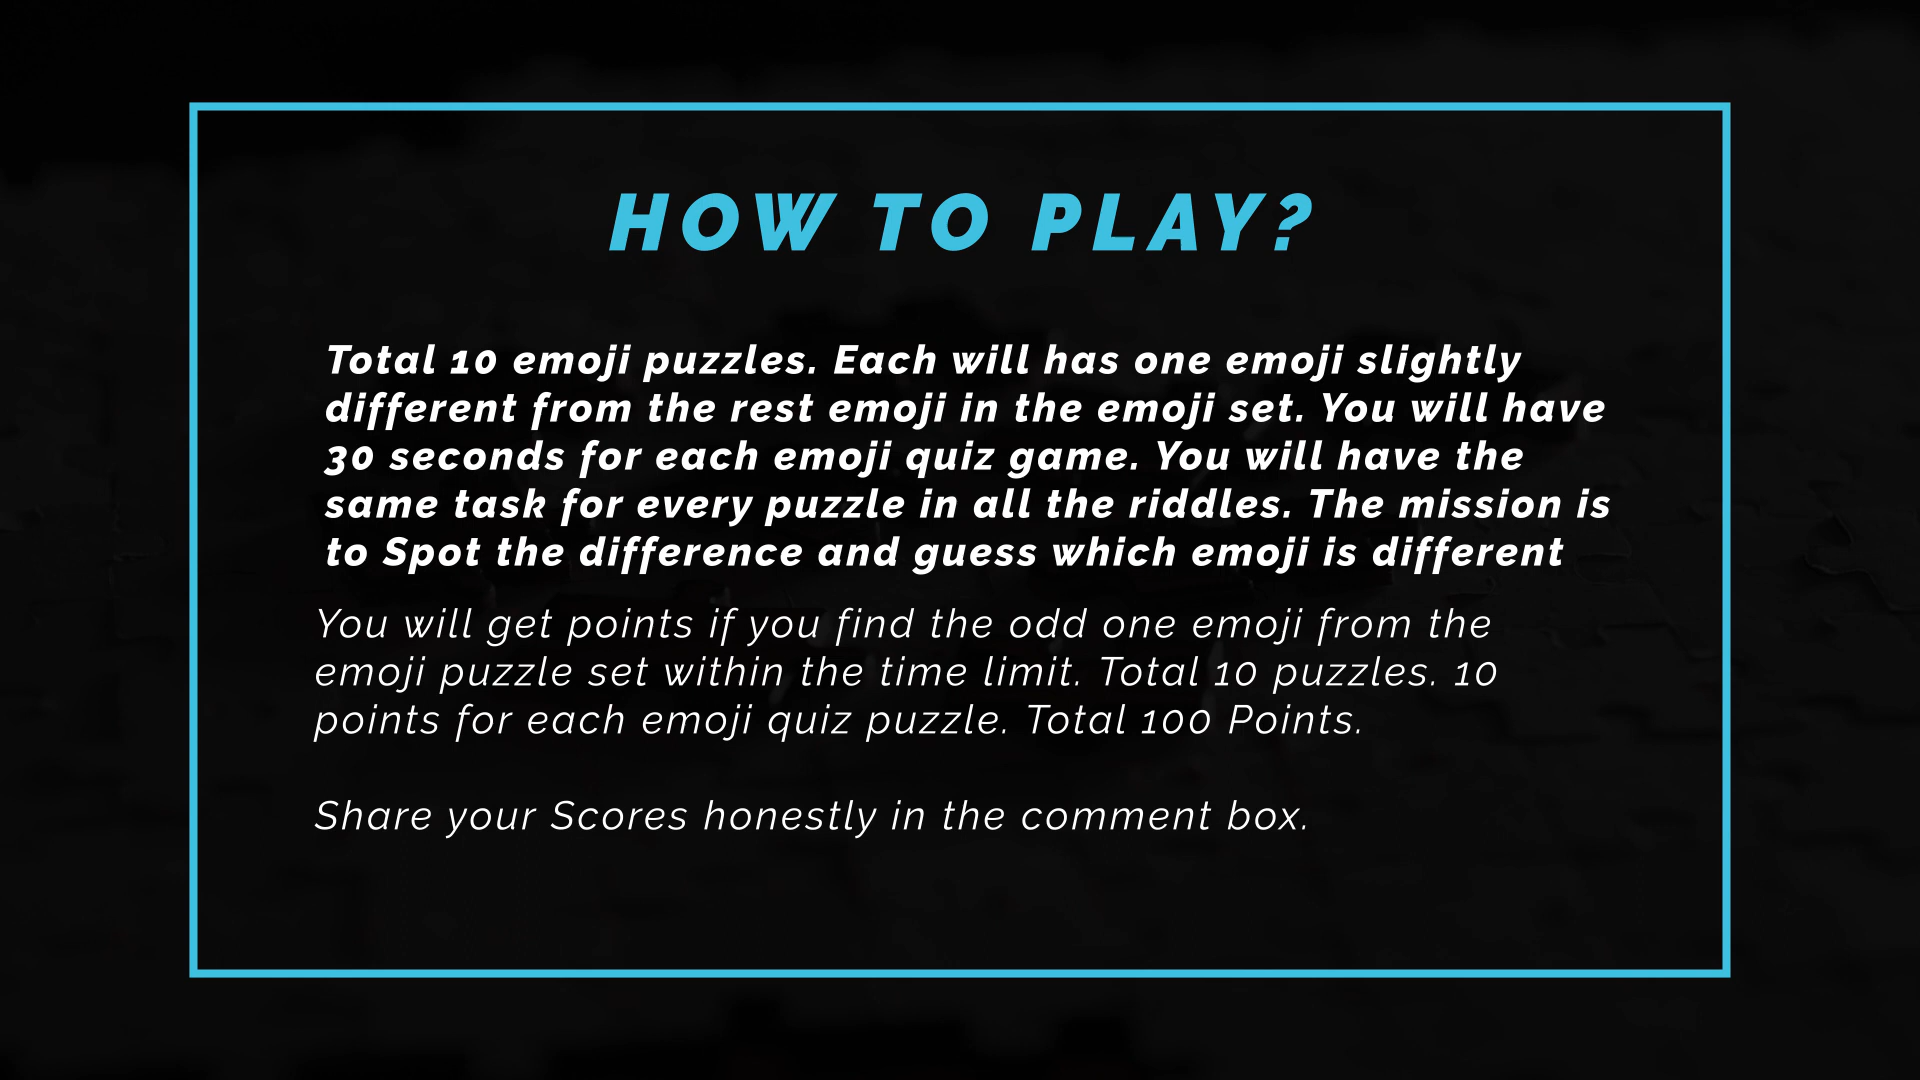 HOW TO PLAY?
Total 10 emoji puzzles. Each will has one emoji slightly
different from the rest emoji in the emoji set. You will have
30 seconds for each emoji quiz game. You will have the
same task for every puzzle in all the riddles. The mission is
to Spot the difference and guess which emoji is different
You will get points if you find the odd one emoji from the
emoji puzzle set within the time limit. Total 10 puzzles. 10
points for each emoji quiz puzzle. Total 100 Points.
Share your Scores honestly in the comment box.